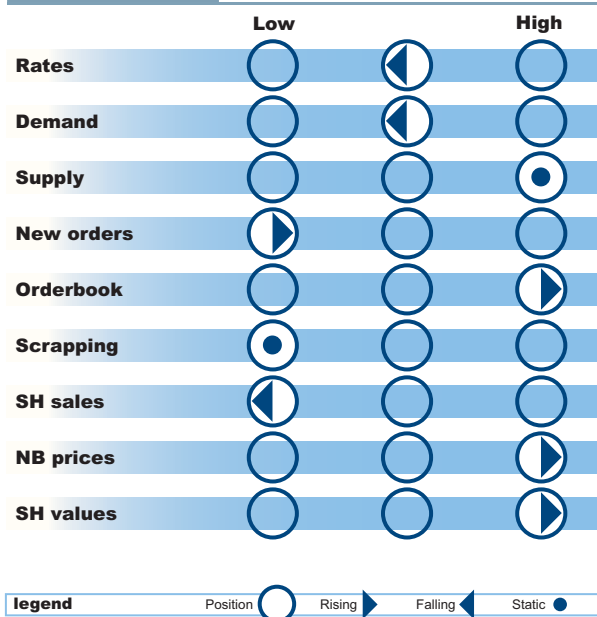 Low High
Rates
Demand
Supply
New orders
Orderbook
Scrapping
SH sales
NB prices
SH values
legend Position Rising Falling Static